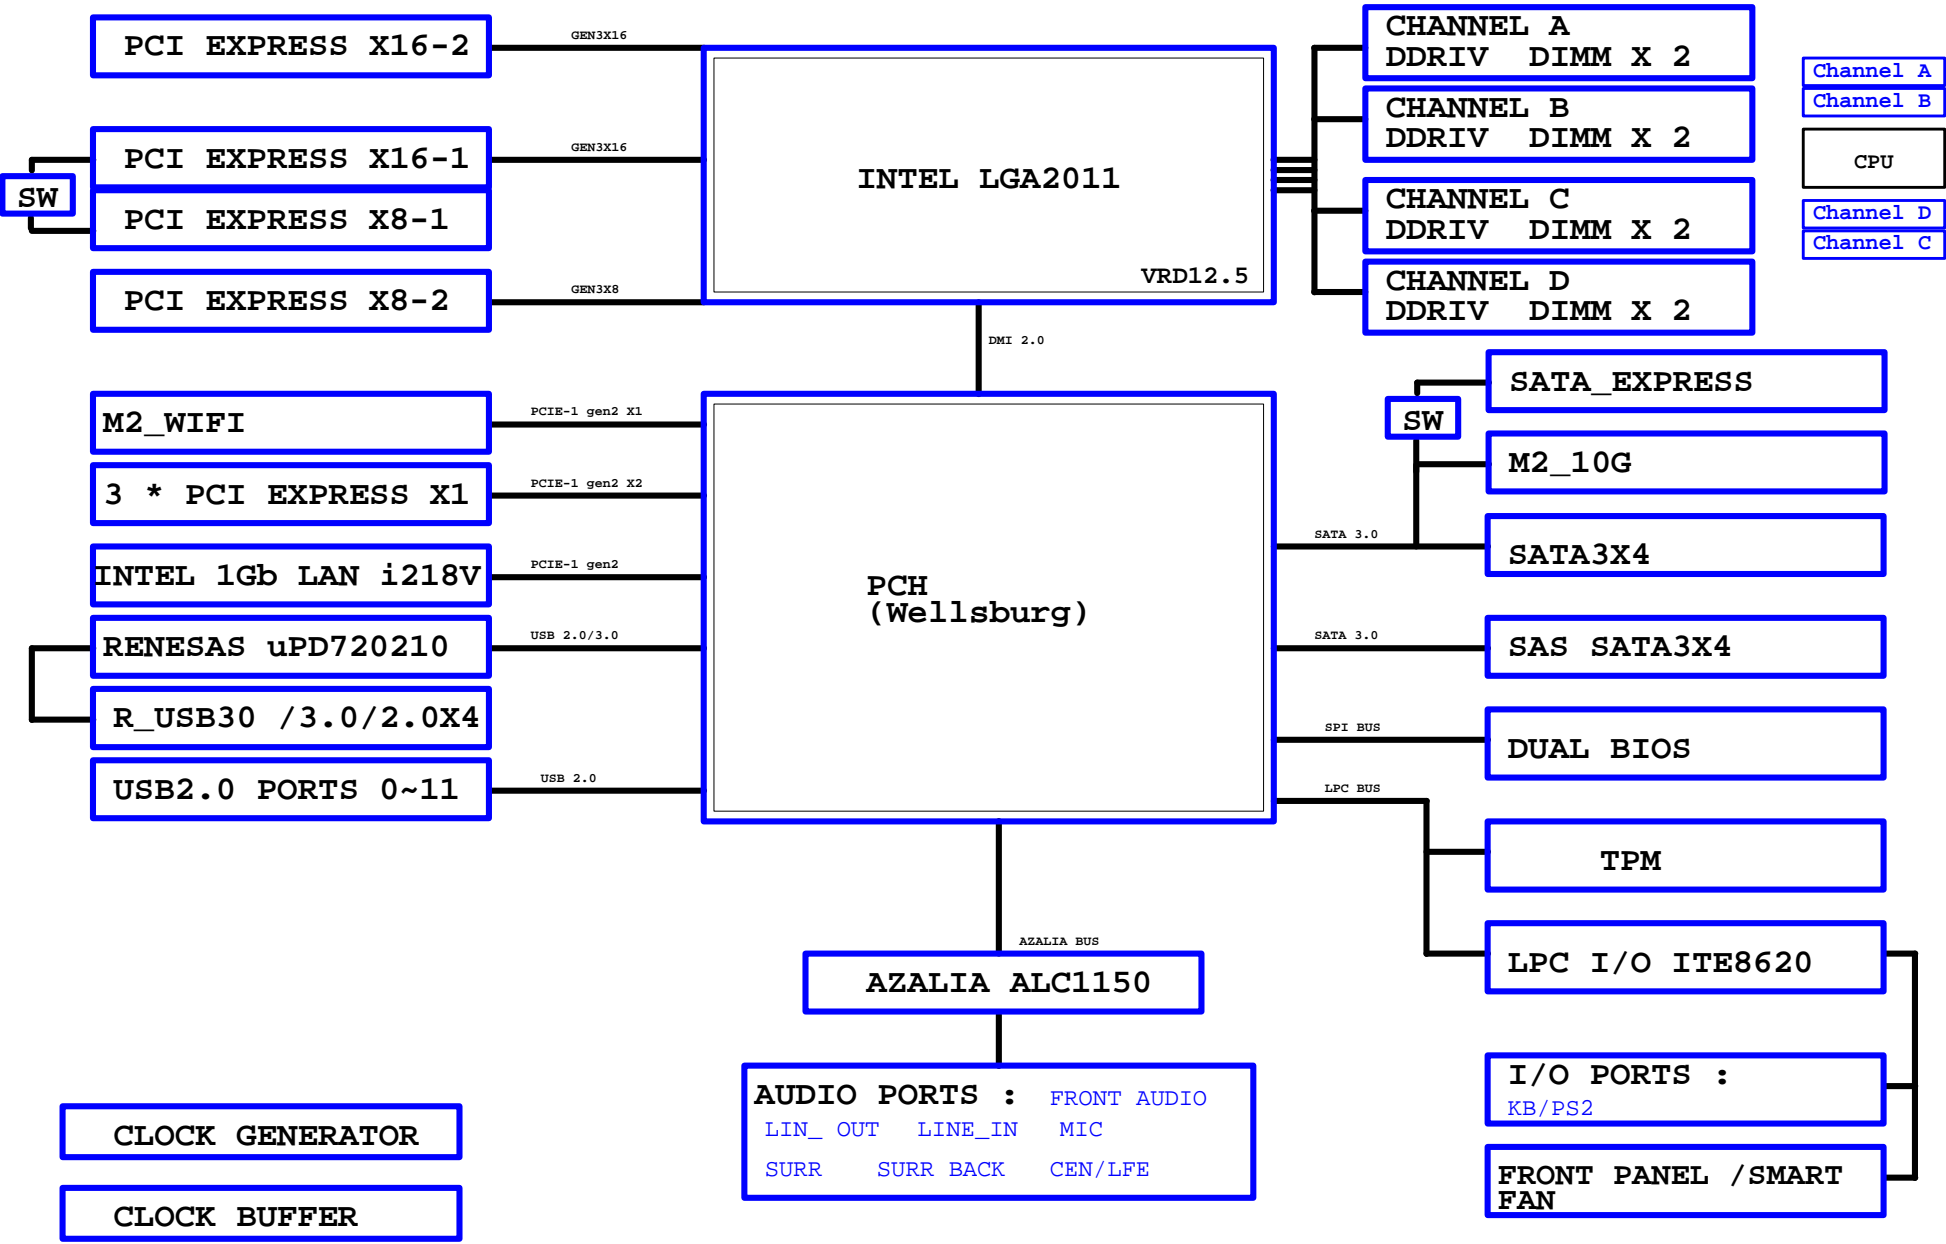 PCI EXPRESS X16-2
GEN3X16
PCI EXPRESS X16-1
GEN3X16
SW
PCI EXPRESS X8-1
PCI EXPRESS X8-2
GEN3X8
INTEL LGA2011
VRD12.5
CHANNEL A
DDRIV DIMM X 2
CHANNEL B
DDRIV DIMM X 2
CHANNEL C
DDRIV DIMM X 2
CHANNEL D
DDRIV DIMM X 2
Channel A
Channel B
CPU
Channel D
Channel C
DMI 2.0
M2_WIFI
PCIE-1 gen2 X1
3 * PCI EXPRESS X1
PCIE-1 gen2 X2
INTEL 1Gb LAN i218V
PCIE-1 gen2
RENESAS uPD720210
USB 2.0/3.0
R_USB30 /3.0/2.0X4
USB2.0 PORTS 0~11
USB 2.0
PCH
(Wellsburg)
SATA_EXPRESS
SW
M2_10G
SATA 3.0
SATA3X4
SATA 3.0
SAS SATA3X4
SPI BUS
DUAL BIOS
LPC BUS
TPM
LPC I/O ITE8620
I/O PORTS :
KB/PS2
FRONT PANEL /SMART
FAN
AZALIA BUS
AZALIA ALC1150
AUDIO PORTS : FRONT AUDIO
LIN_ OUT LINE_IN MIC
SURR SURR BACK CEN/LFE
CLOCK GENERATOR
CLOCK BUFFER